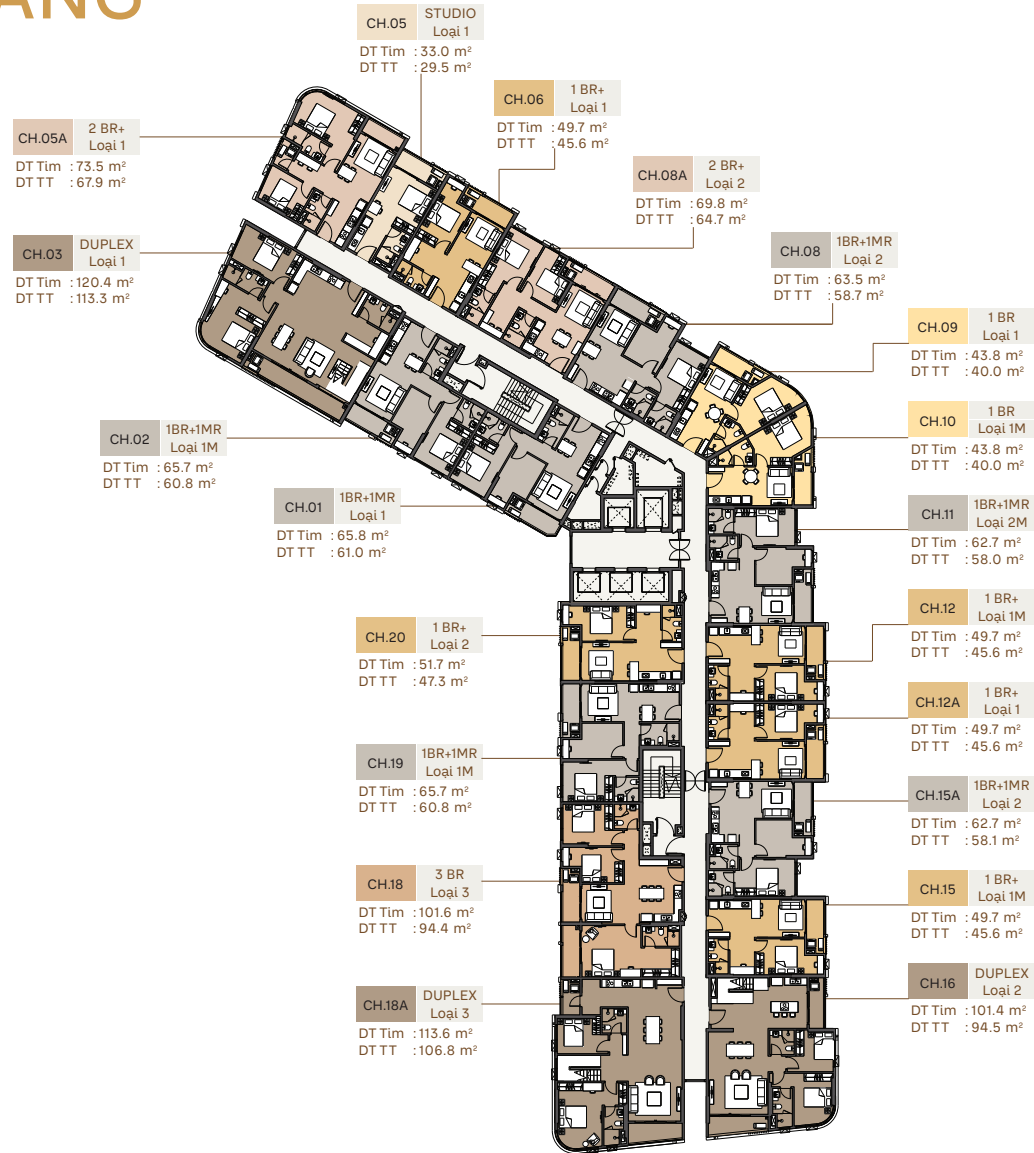 ANG
CH.05
STUDIO
Loại 1
DT Tim : 33.0 m²
DT TT : 29.5 m²
CH.06
1 BR+
Loại 1
DT Tim : 49.7 m²
DT TT : 45.6 m²
CH.05A
2 BR+
Loại 1
DT Tim : 73.5 m²
DT TT : 67.9 m²
CH.08A
2 BR+
Loại 2
DT Tim : 69.8 m²
DT TT : 64.7 m²
CH.03
DUPLEX
Loại 1
DT Tim : 120.4 m²
DT TT : 113.3 m²
CH.08
1BR+1MR
Loại 2
DT Tim : 63.5 m²
DT TT : 58.7 m²
CH.09
1 BR
Loại 1
DT Tim : 43.8 m²
DT TT : 40.0 m²
CH.02
1BR+1MR
Loại 1M
DT Tim : 65.7 m²
DT TT : 60.8 m²
CH.10
1 BR
Loại 1M
DT Tim : 43.8 m²
DT TT : 40.0 m²
CH.01
1BR+1MR
Loại 1
DT Tim : 65.8 m²
DT TT : 61.0 m²
CH.11
1BR+1MR
Loại 2M
DT Tim : 62.7 m²
DT TT : 58.0 m²
CH.20
1 BR+
Loại 2
DT Tim : 51.7 m²
DT TT : 47.3 m²
CH.12
1 BR+
Loại 1M
DT Tim : 49.7 m²
DT TT : 45.6 m²
CH.12A
1 BR+
Loại 1
DT Tim : 49.7 m²
DT TT : 45.6 m²
CH.19
1BR+1MR
Loại 1M
DT Tim : 65.7 m²
DT TT : 60.8 m²
CH.15A
1BR+1MR
Loại 2
DT Tim : 62.7 m²
DT TT : 58.1 m²
CH.18
3 BR
Loại 3
DT Tim : 101.6 m²
DT TT : 94.4 m²
CH.15
1 BR+
Loại 1M
DT Tim : 49.7 m²
DT TT : 45.6 m²
CH.18A
DUPLEX
Loại 3
DT Tim : 113.6 m²
DT TT : 106.8 m²
CH.16
DUPLEX
Loại 2
DT Tim : 101.4 m²
DT TT : 94.5 m²